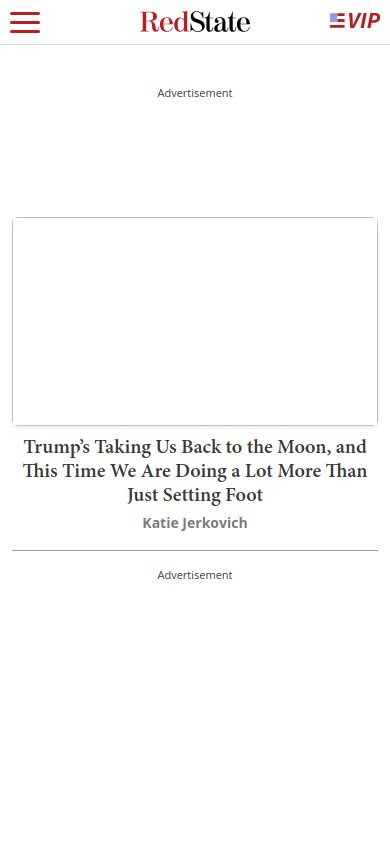 RedState
VIP
Advertisement
Trump’s Taking Us Back to the Moon, and
This Time We Are Doing a Lot More Than
Just Setting Foot
Katie Jerkovich
Advertisement